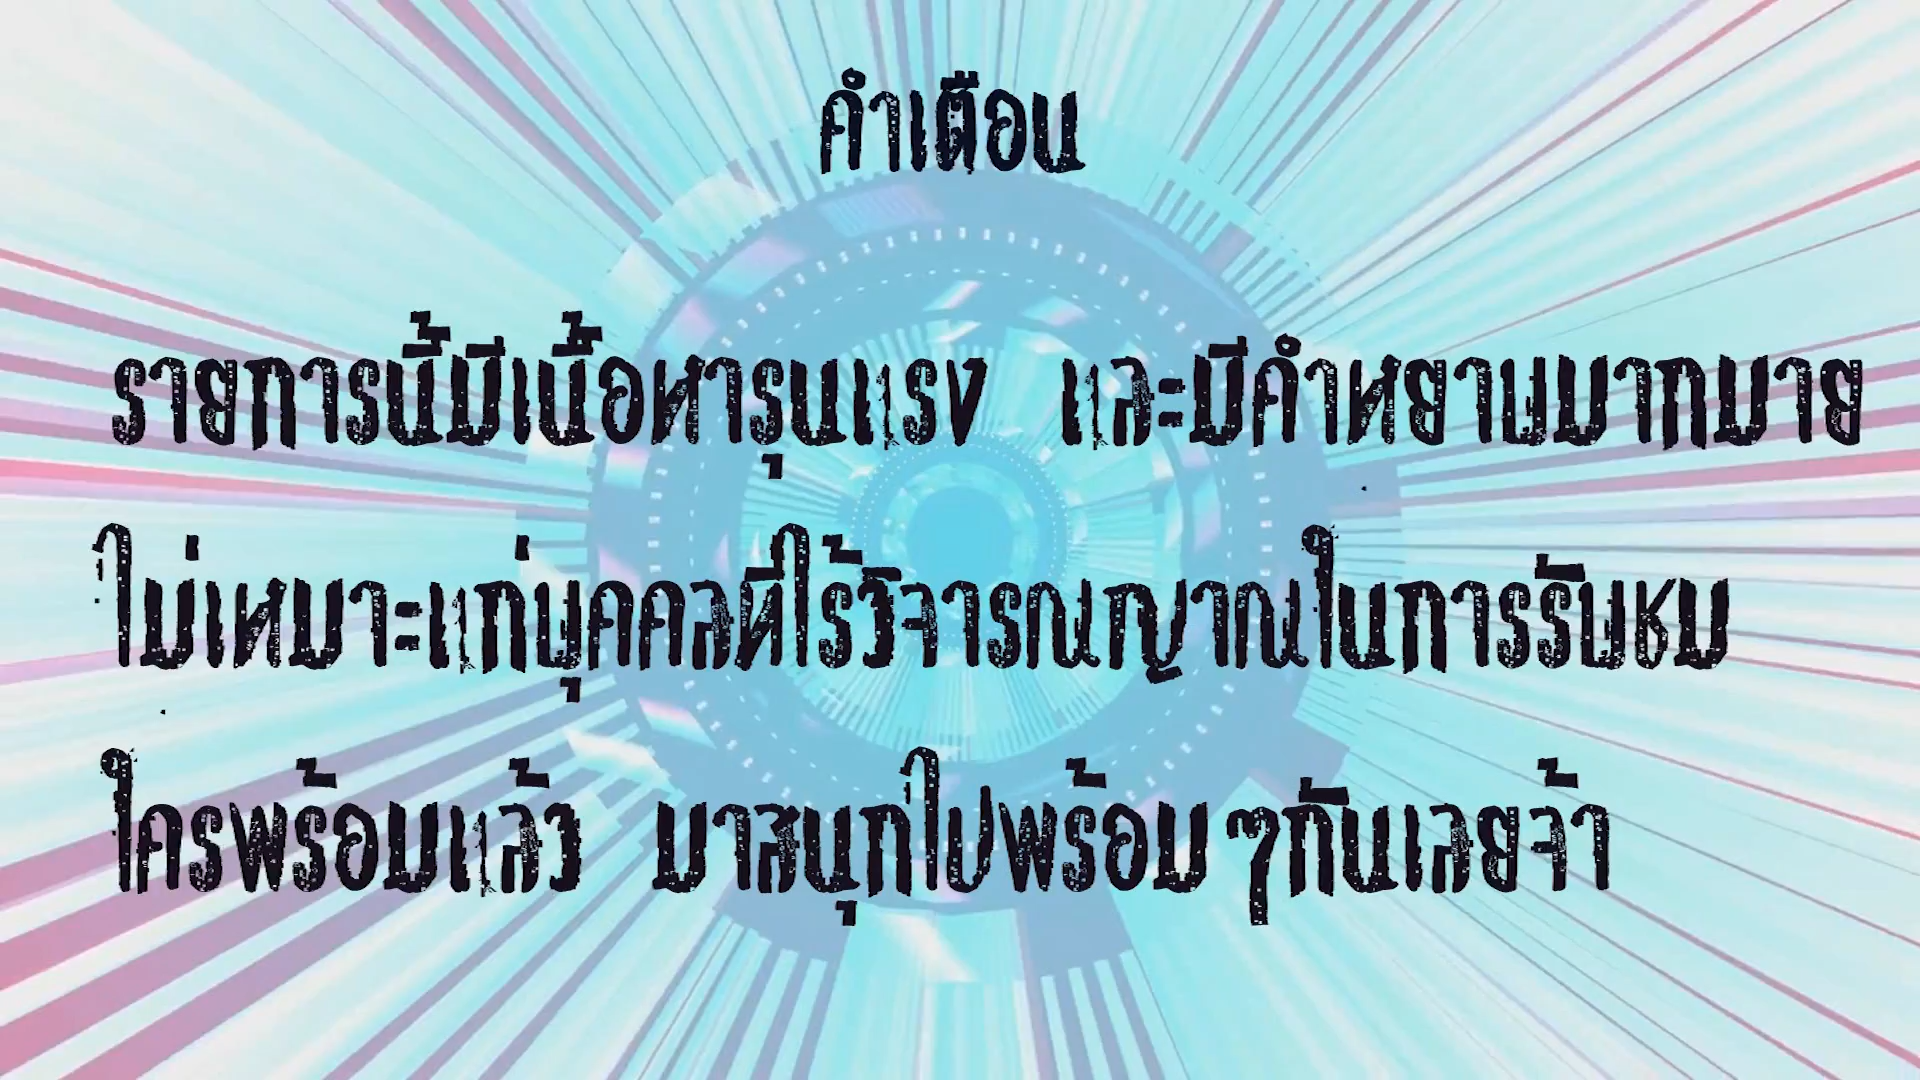 คำเตือน
รายการนี้มีเนื้อหารุนแรง และมีคำหยาบมากมาย
ไม่เหมาะแก่บุคคลที่ไร้วิจารณญาณในการรับชม
ใครพร้อมแล้ว มาสนุกไปพร้อมๆกันเลยจ้า